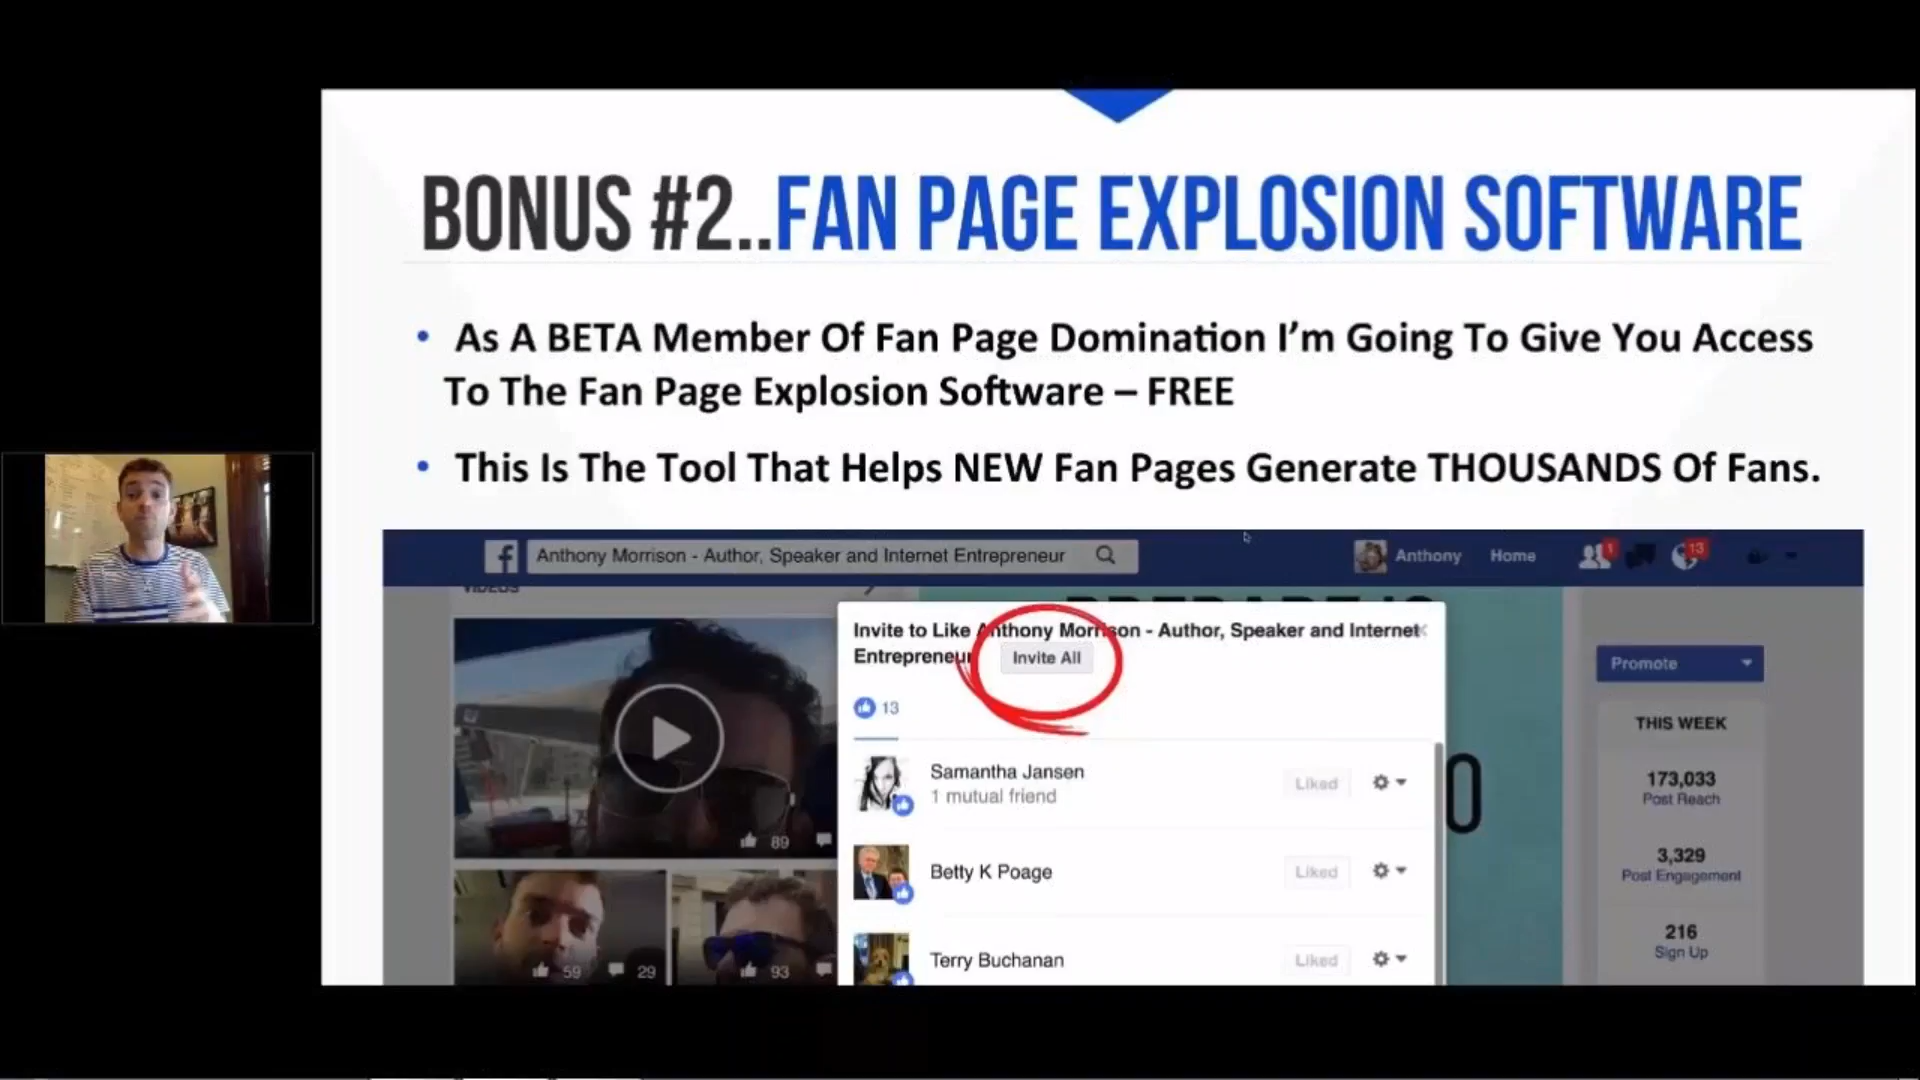 BONUS #2..FAN PAGE EXPLOSION SOFTWARE
• As A BETA Member Of Fan Page Domination I'm Going To Give You Access
To The Fan Page Explosion Software – FREE
• This Is The Tool That Helps NEW Fan Pages Generate THOUSANDS Of Fans.
f Anthony Morrison - Author, Speaker and Internet Entrepreneur
Anthony Home 1 13
VIDEOS
Invite to Like Anthony Morrison - Author, Speaker and Internet
Entrepreneur Invite All
13
Samantha Jansen
1 mutual friend
Liked
Betty K Poage
Liked
Terry Buchanan
Liked
89
59 29
93
Promote
THIS WEEK
173,033
Post Reach
3,329
Post Engagement
216
Sign Up